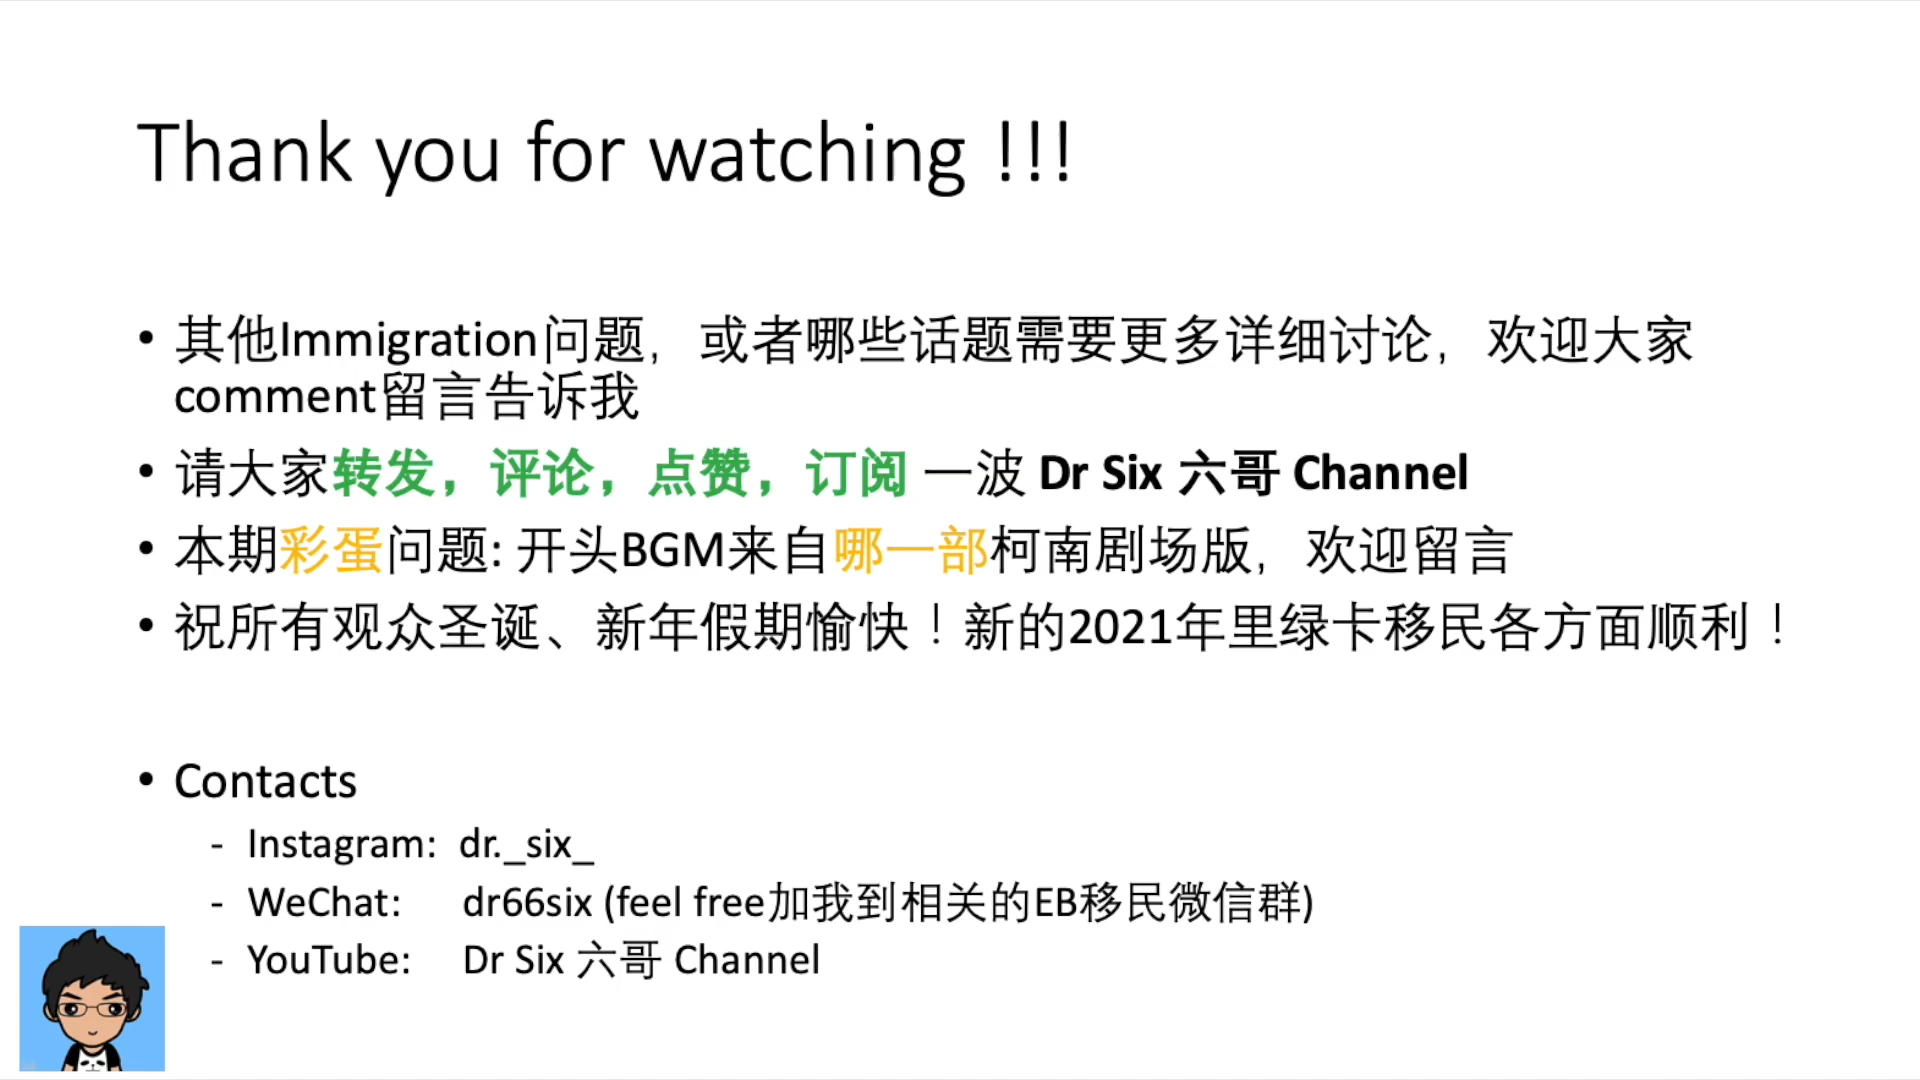 Thank you for watching !!!
• 其他Immigration问题，或者哪些话题需要更多详细讨论，欢迎大家
comment留言告诉我
• 请大家转发，评论，点赞，订阅 一波 Dr Six 六哥 Channel
• 本期彩蛋问题: 开头BGM来自哪一部柯南剧场版，欢迎留言
• 祝所有观众圣诞、新年假期愉快！新的2021年里绿卡移民各方面顺利！
• Contacts
- Instagram: dr._six_
- WeChat: dr66six (feel free加我到相关的EB移民微信群)
- YouTube: Dr Six 六哥 Channel